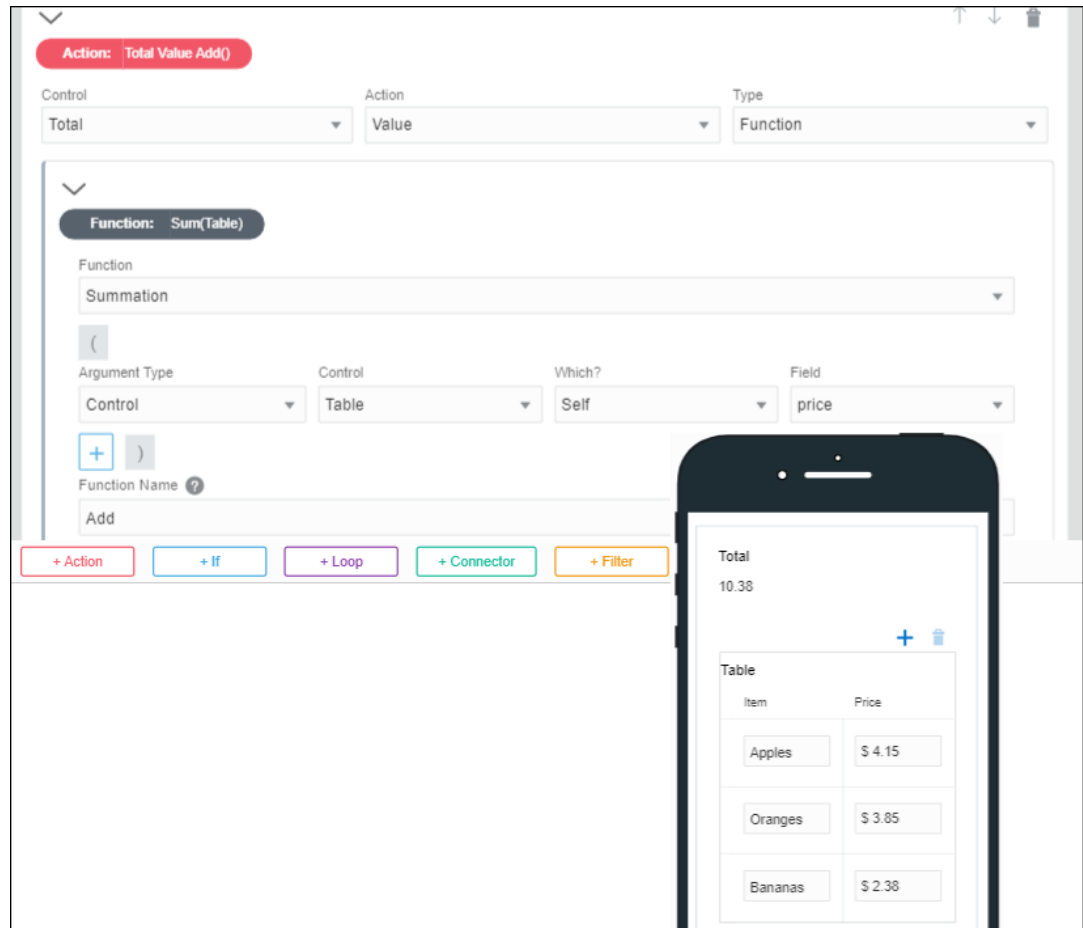 Action: Total Value Add()
Control Action Type
Total Value Function
Function: Sum(Table)
Function
Summation
(
Argument Type Control Which? Field
Control Table Self price
+ )
Function Name ?
Add
+ Action + If + Loop + Connector + Filter
Total
10.38
+
Table
Item Price
Apples $ 4.15
Oranges $ 3.85
Bananas $ 2.38